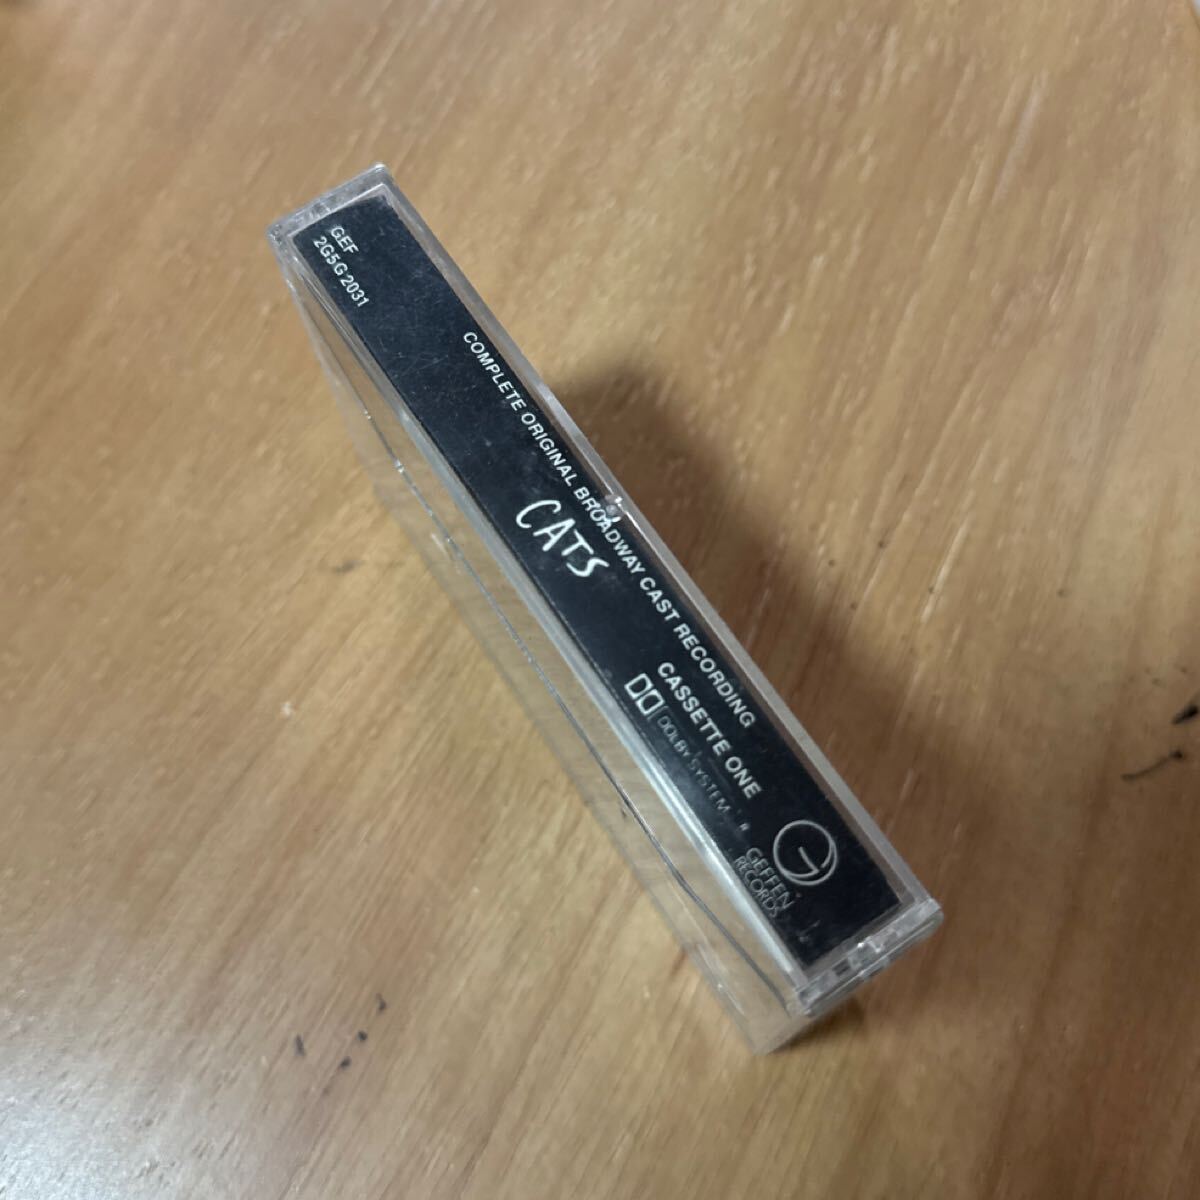 GEF
2G5G 2031
COMPLETE ORIGINAL BROADWAY CAST RECORDING
CATS
CASSETTE ONE
DOLBY SYSTEM
GEFFEN
RECORDS